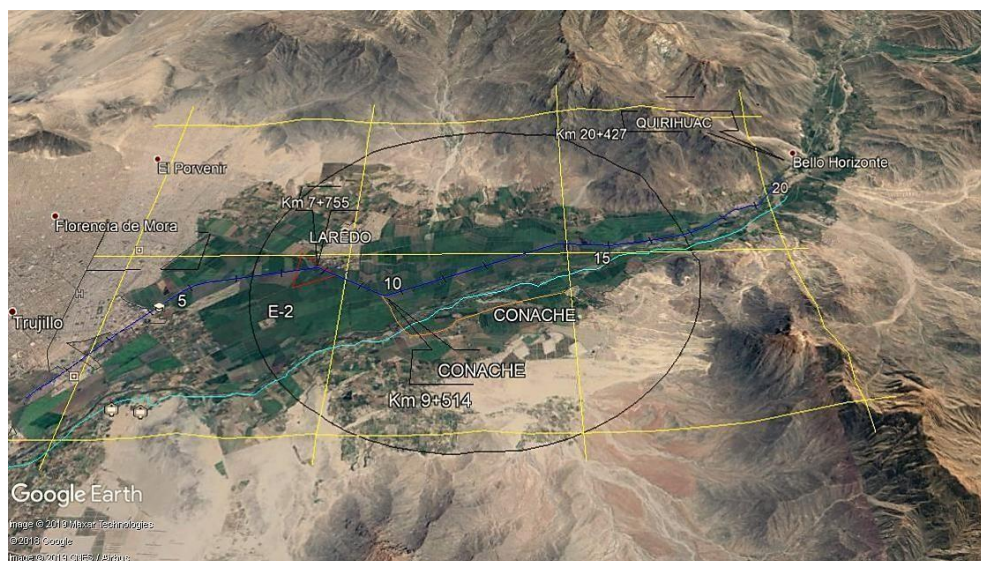 QUIRIHUAC
Km 20+427
El Porvenir
Bello Horizonte
20
Km 7+755
Florencia de Mora
LAREDO
15
10
5
E-2
CONACHE
Trujillo
CONACHE
Km 9+514
Google Earth
Image © 2019 Maxar Technologies
© 2018 Google
Image © 2019 CNES / Airbus